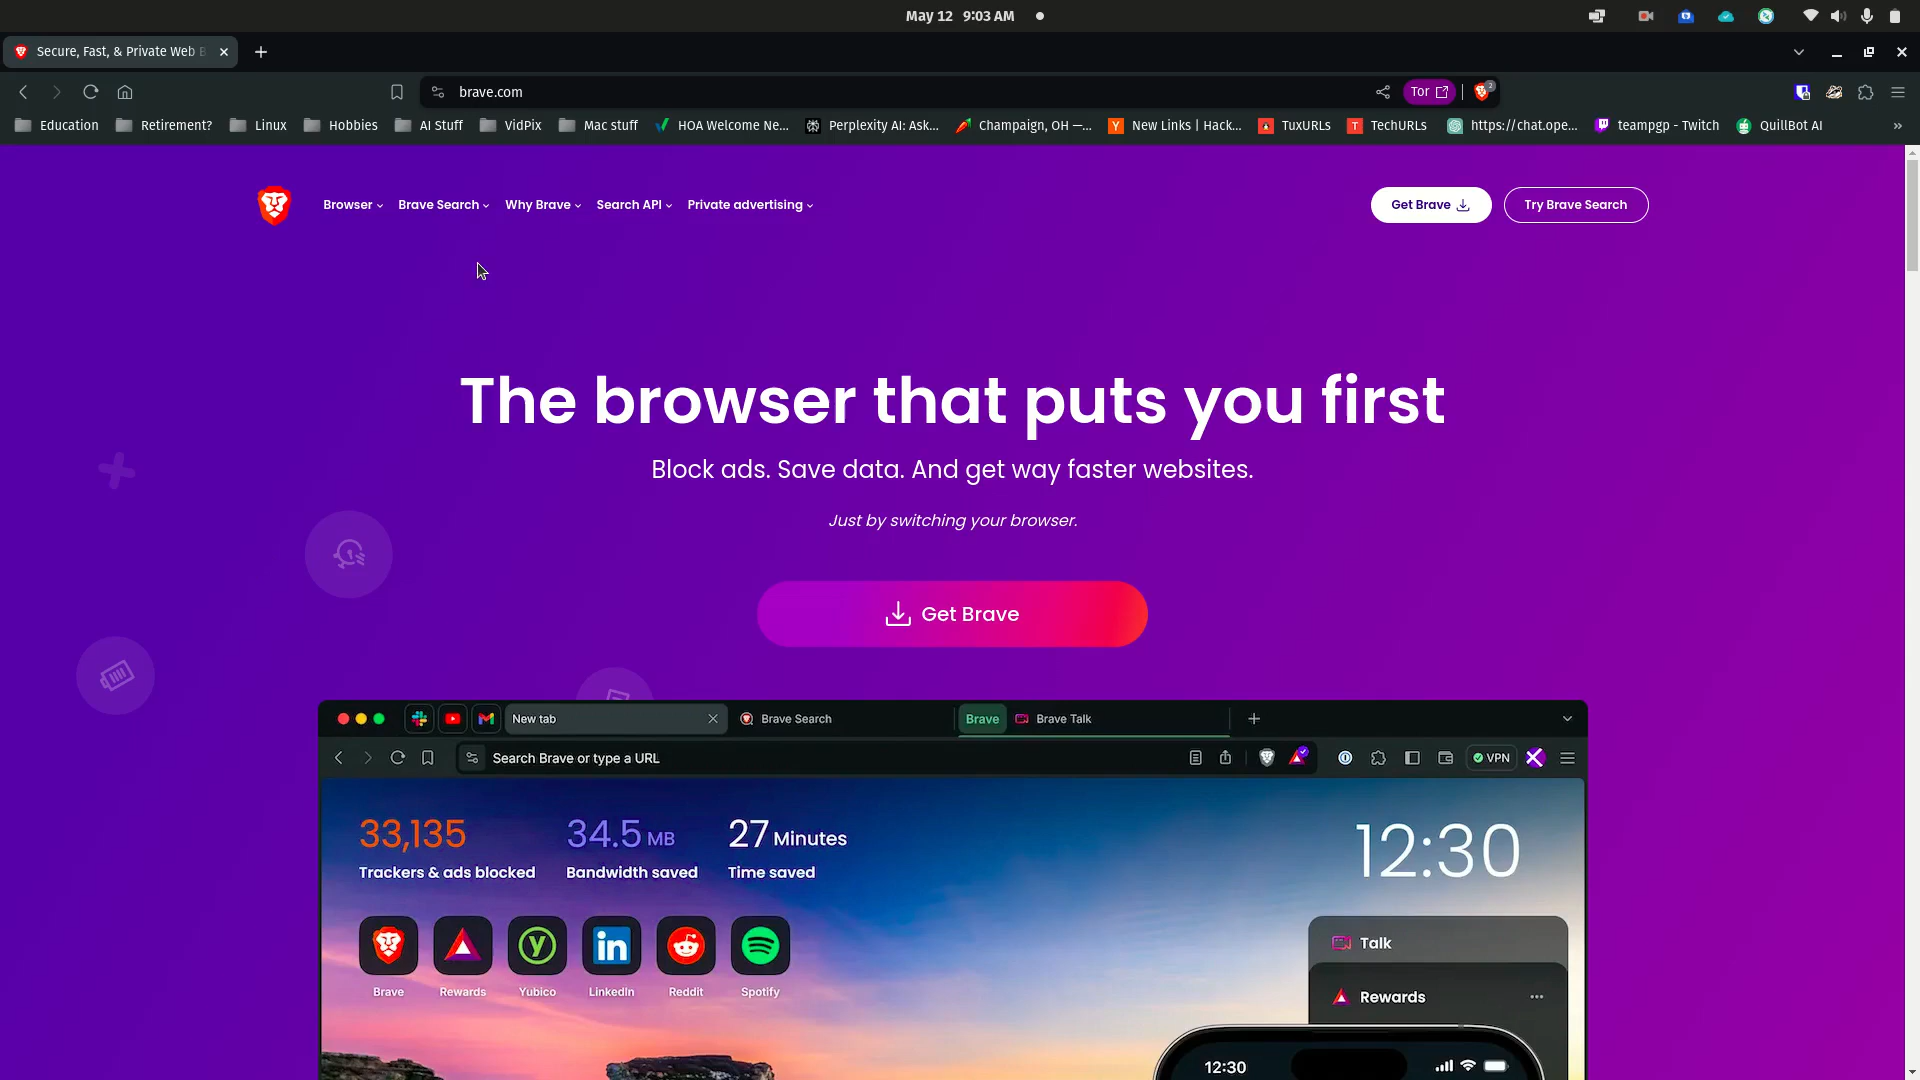 May 12 9:03 AM
Secure, Fast, & Private Web B
brave.com
Tor
2
Education
Retirement?
Linux
Hobbies
AI Stuff
VidPix
Mac stuff
HOA Welcome Ne...
Perplexity AI: Ask...
Champaign, OH —...
New Links | Hack...
TuxURLs
TechURLs
https://chat.ope...
teampgp - Twitch
QuillBot AI
»
Browser
Brave Search
Why Brave
Search API
Private advertising
Get Brave
Try Brave Search
The browser that puts you first
Block ads. Save data. And get way faster websites.
Just by switching your browser.
Get Brave
New tab
Brave Search
Brave
Brave Talk
Search Brave or type a URL
VPN
33,135
Trackers & ads blocked
34.5 MB
Bandwidth saved
27 Minutes
Time saved
12:30
Brave
Rewards
Yubico
LinkedIn
Reddit
Spotify
Talk
Rewards
12:30